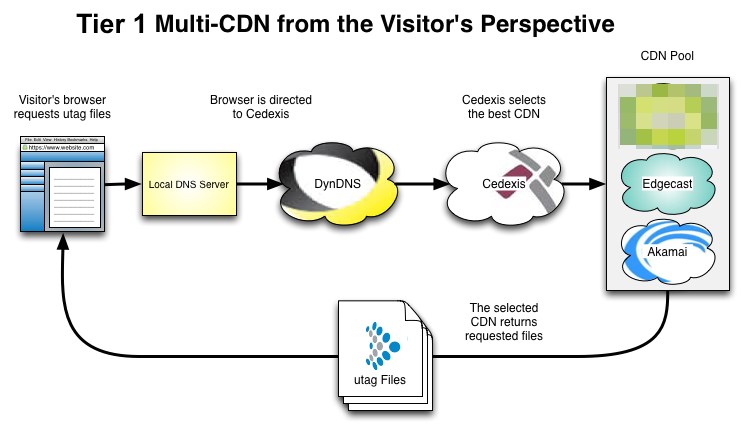 Tier 1 Multi-CDN from the Visitor's Perspective
CDN Pool
Visitor's browser
requests utag files
Browser is directed
to Cedexis
Cedexis selects
the best CDN
File Edit View History Bookmarks Help
https://www.website.com
Local DNS Server
DynDNS
Cedexis
Edgecast
Akamai
The selected
CDN returns
requested files
utag Files